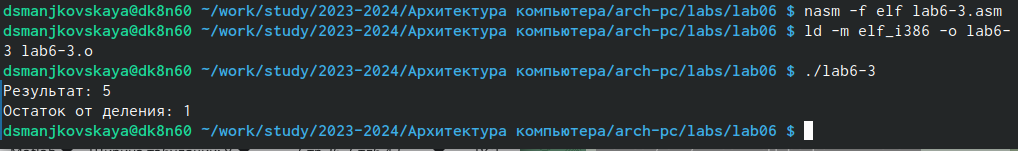 dsmanjkovskaya@dk8n60 ~/work/study/2023-2024/Архитектура компьютера/arch-pc/labs/lab06 $ nasm -f elf lab6-3.asm
dsmanjkovskaya@dk8n60 ~/work/study/2023-2024/Архитектура компьютера/arch-pc/labs/lab06 $ ld -m elf_i386 -o lab6-
3 lab6-3.o
dsmanjkovskaya@dk8n60 ~/work/study/2023-2024/Архитектура компьютера/arch-pc/labs/lab06 $ ./lab6-3
Результат: 5
Остаток от деления: 1
dsmanjkovskaya@dk8n60 ~/work/study/2023-2024/Архитектура компьютера/arch-pc/labs/lab06 $